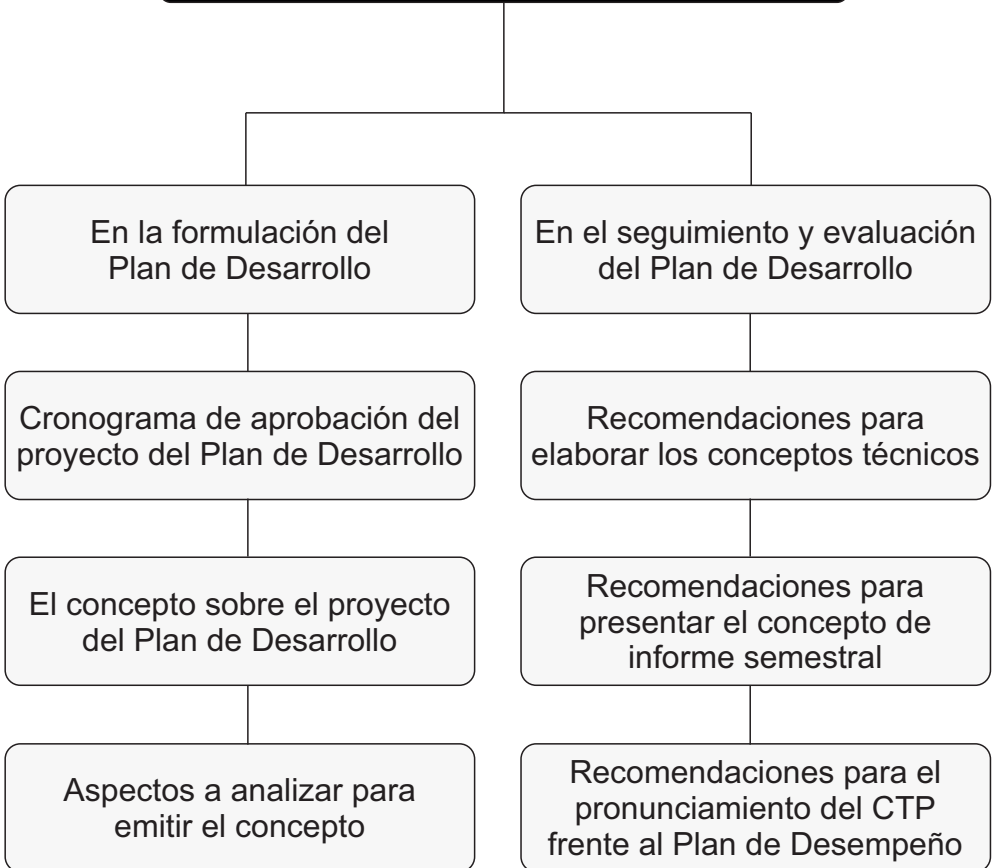 En la formulación del
Plan de Desarrollo
En el seguimiento y evaluación
del Plan de Desarrollo
Cronograma de aprobación del
proyecto del Plan de Desarrollo
Recomendaciones para
elaborar los conceptos técnicos
El concepto sobre el proyecto
del Plan de Desarrollo
Recomendaciones para
presentar el concepto de
informe semestral
Aspectos a analizar para
emitir el concepto
Recomendaciones para el
pronunciamiento del CTP
frente al Plan de Desempeño